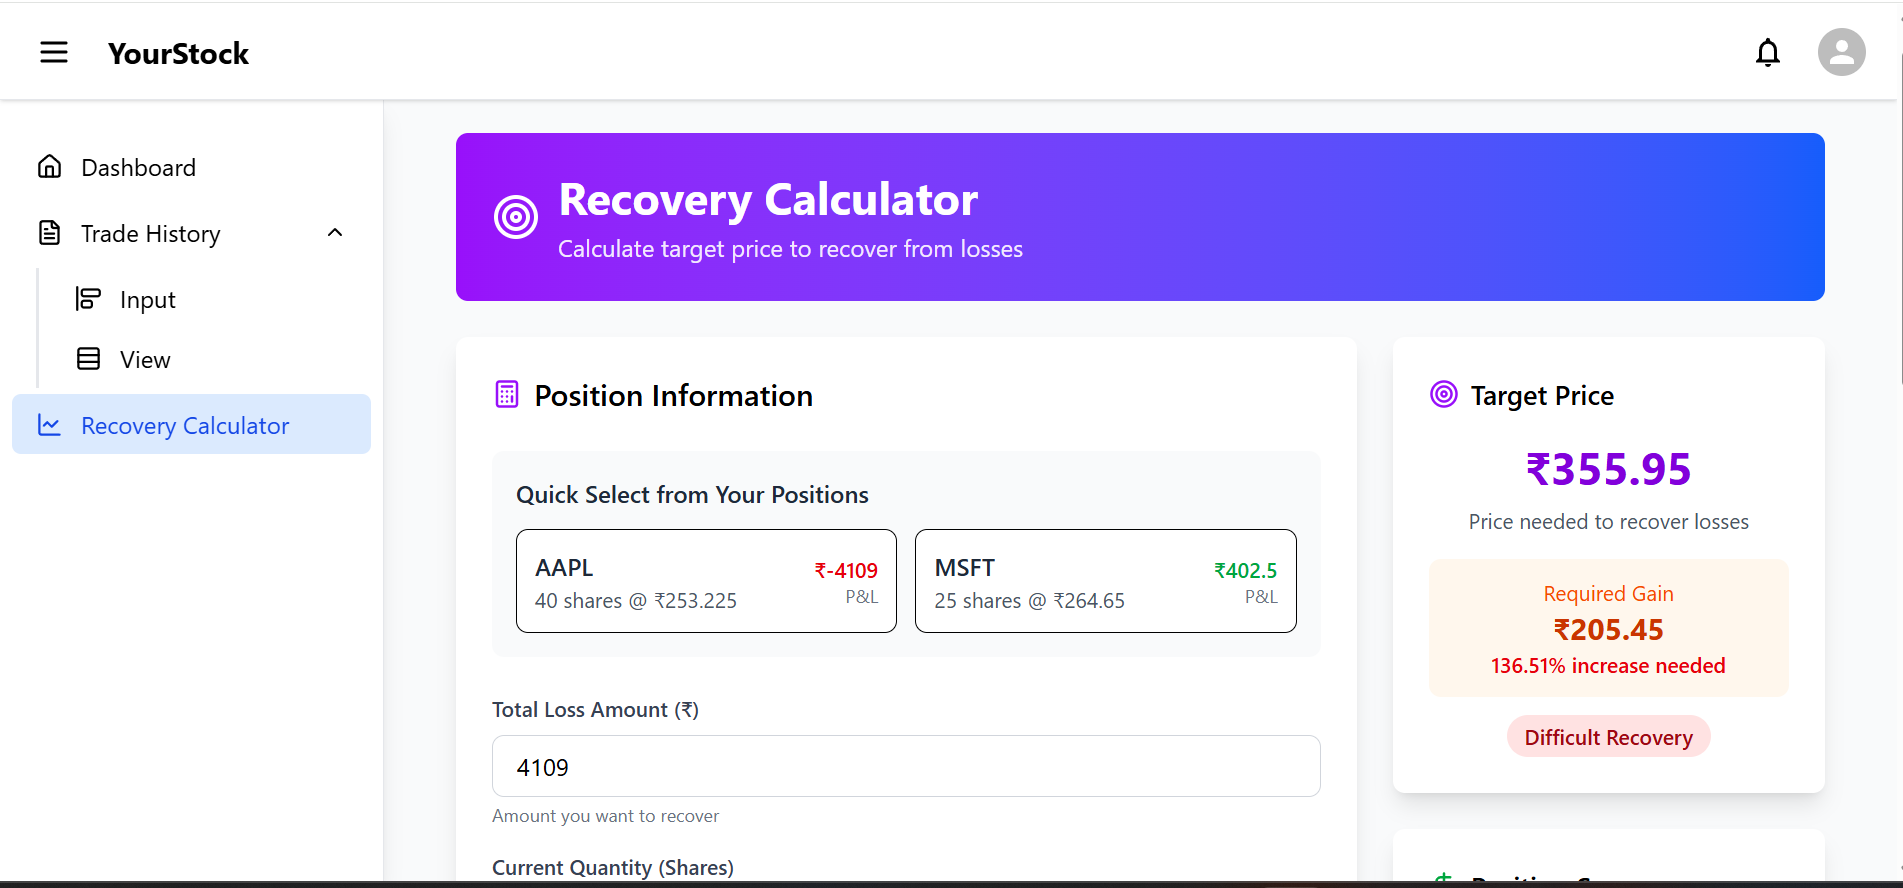 YourStock
Dashboard
Trade History
Input
View
Recovery Calculator
Recovery Calculator
Calculate target price to recover from losses
Position Information
Quick Select from Your Positions
AAPL
₹-4109
40 shares @ ₹253.225
P&L
MSFT
₹402.5
25 shares @ ₹264.65
P&L
Total Loss Amount (₹)
4109
Amount you want to recover
Current Quantity (Shares)
Target Price
₹355.95
Price needed to recover losses
Required Gain
₹205.45
136.51% increase needed
Difficult Recovery